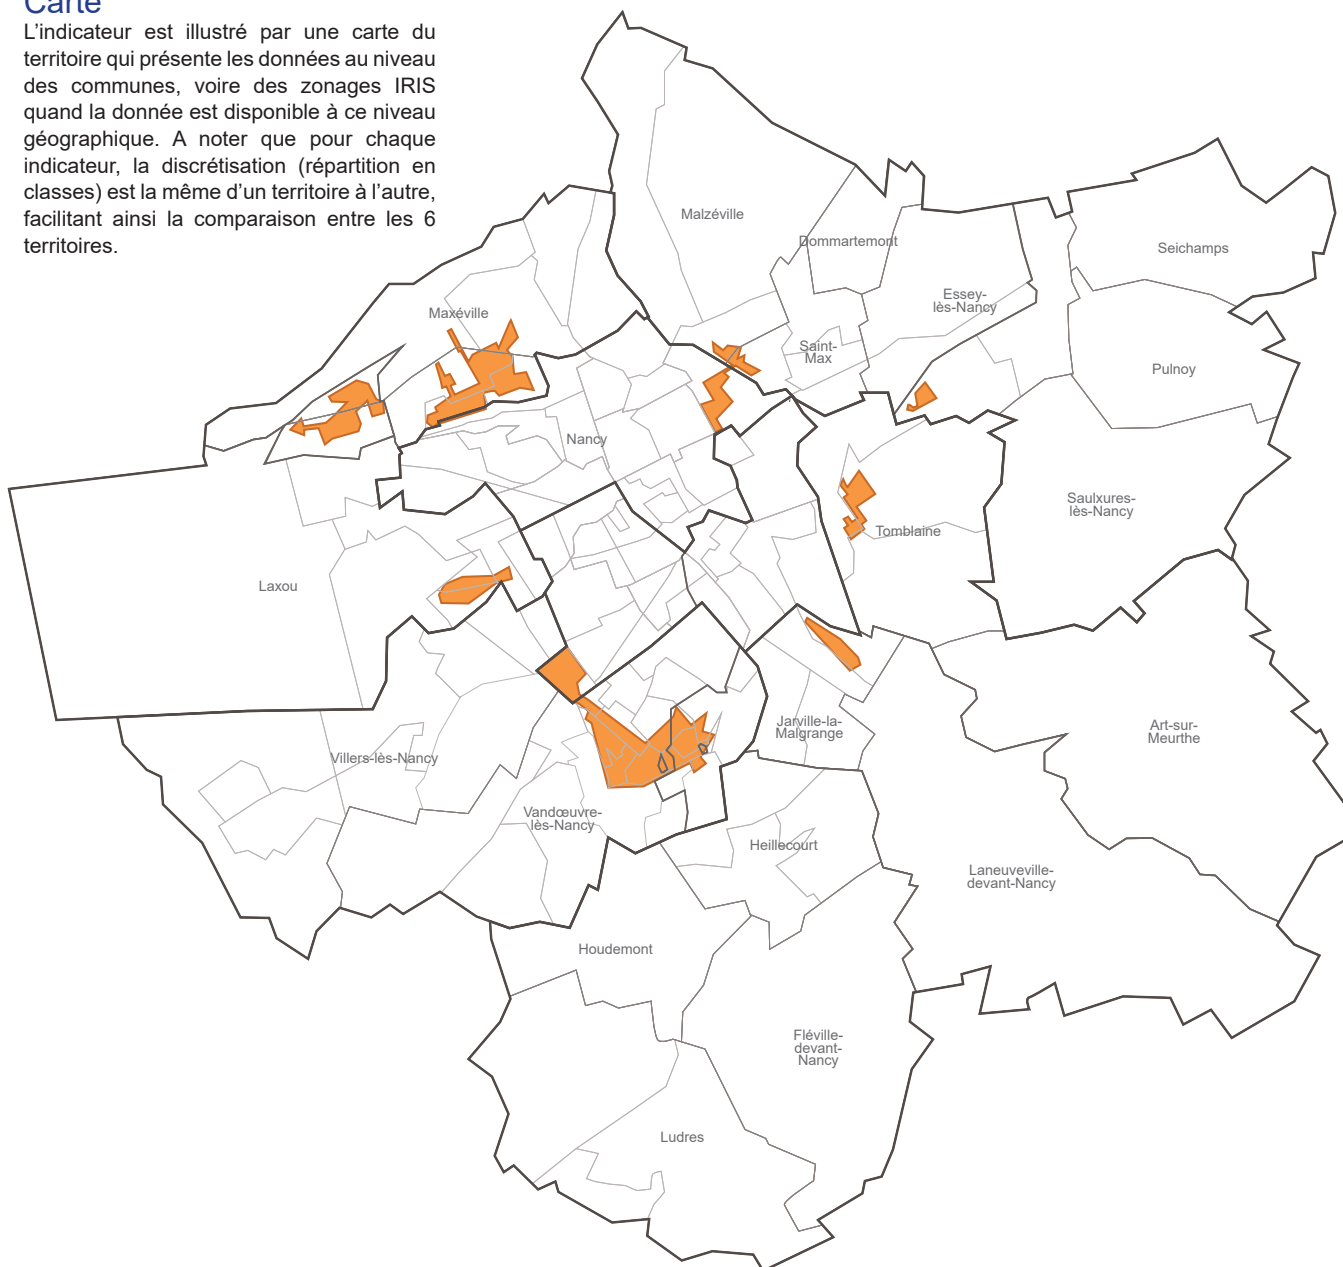 Carte
L'indicateur est illustré par une carte du
territoire qui présente les données au niveau
des communes, voire des zonages IRIS
quand la donnée est disponible à ce niveau
géographique. A noter que pour chaque
indicateur, la discrétisation (répartition en
classes) est la même d'un territoire à l'autre,
facilitant ainsi la comparaison entre les 6
territoires.
Malzéville
Dommartemont
Seichamps
Essey-
lès-Nancy
Maxéville
Saint-
Max
Pulnoy
Nancy
Saulxures-
lès-Nancy
Tomblaine
Laxou
Jarville-la-
Malgrange
Art-sur-
Meurthe
Villers-lès-Nancy
Vandœuvre-
lès-Nancy
Heillecourt
Laneuveville-
devant-Nancy
Houdemont
Fléville-
devant-
Nancy
Ludres